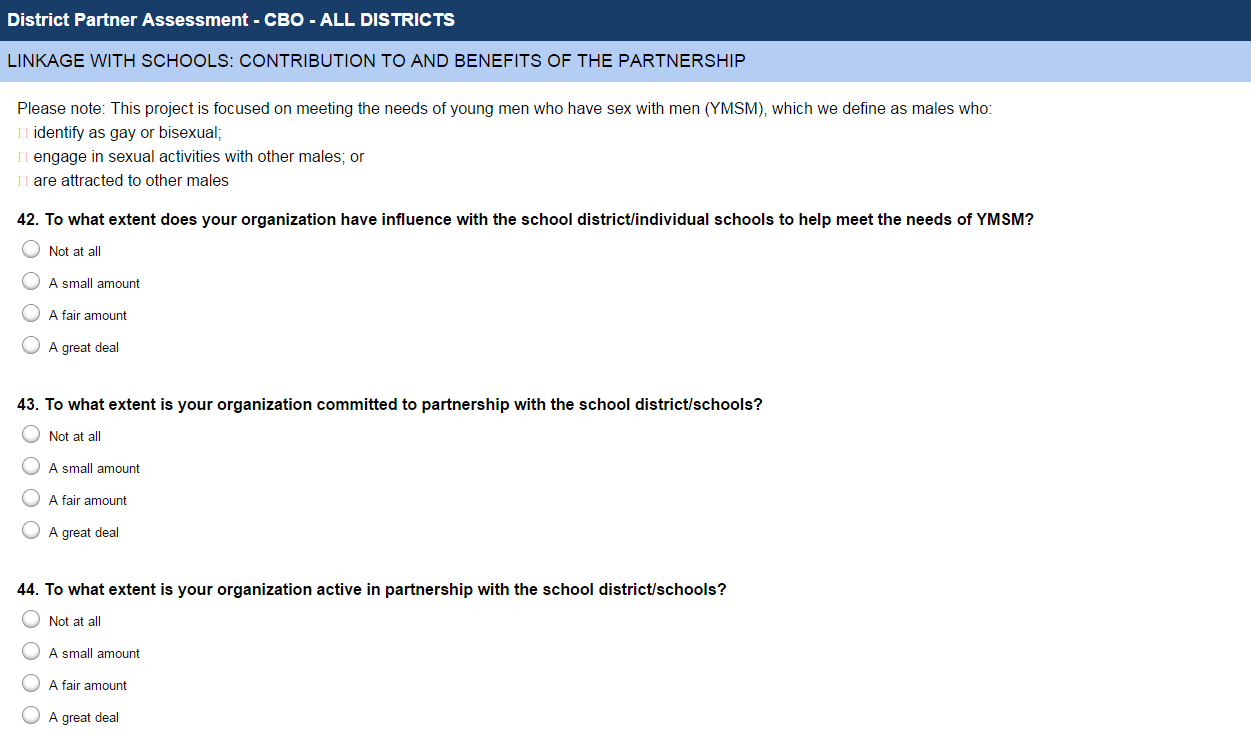 District Partner Assessment - CBO - ALL DISTRICTS
LINKAGE WITH SCHOOLS: CONTRIBUTION TO AND BENEFITS OF THE PARTNERSHIP
Please note: This project is focused on meeting the needs of young men who have sex with men (YMSM), which we define as males who:
identify as gay or bisexual;
engage in sexual activities with other males; or
are attracted to other males
42. To what extent does your organization have influence with the school district/individual schools to help meet the needs of YMSM?
Not at all
A small amount
A fair amount
A great deal
43. To what extent is your organization committed to partnership with the school district/schools?
Not at all
A small amount
A fair amount
A great deal
44. To what extent is your organization active in partnership with the school district/schools?
Not at all
A small amount
A fair amount
A great deal